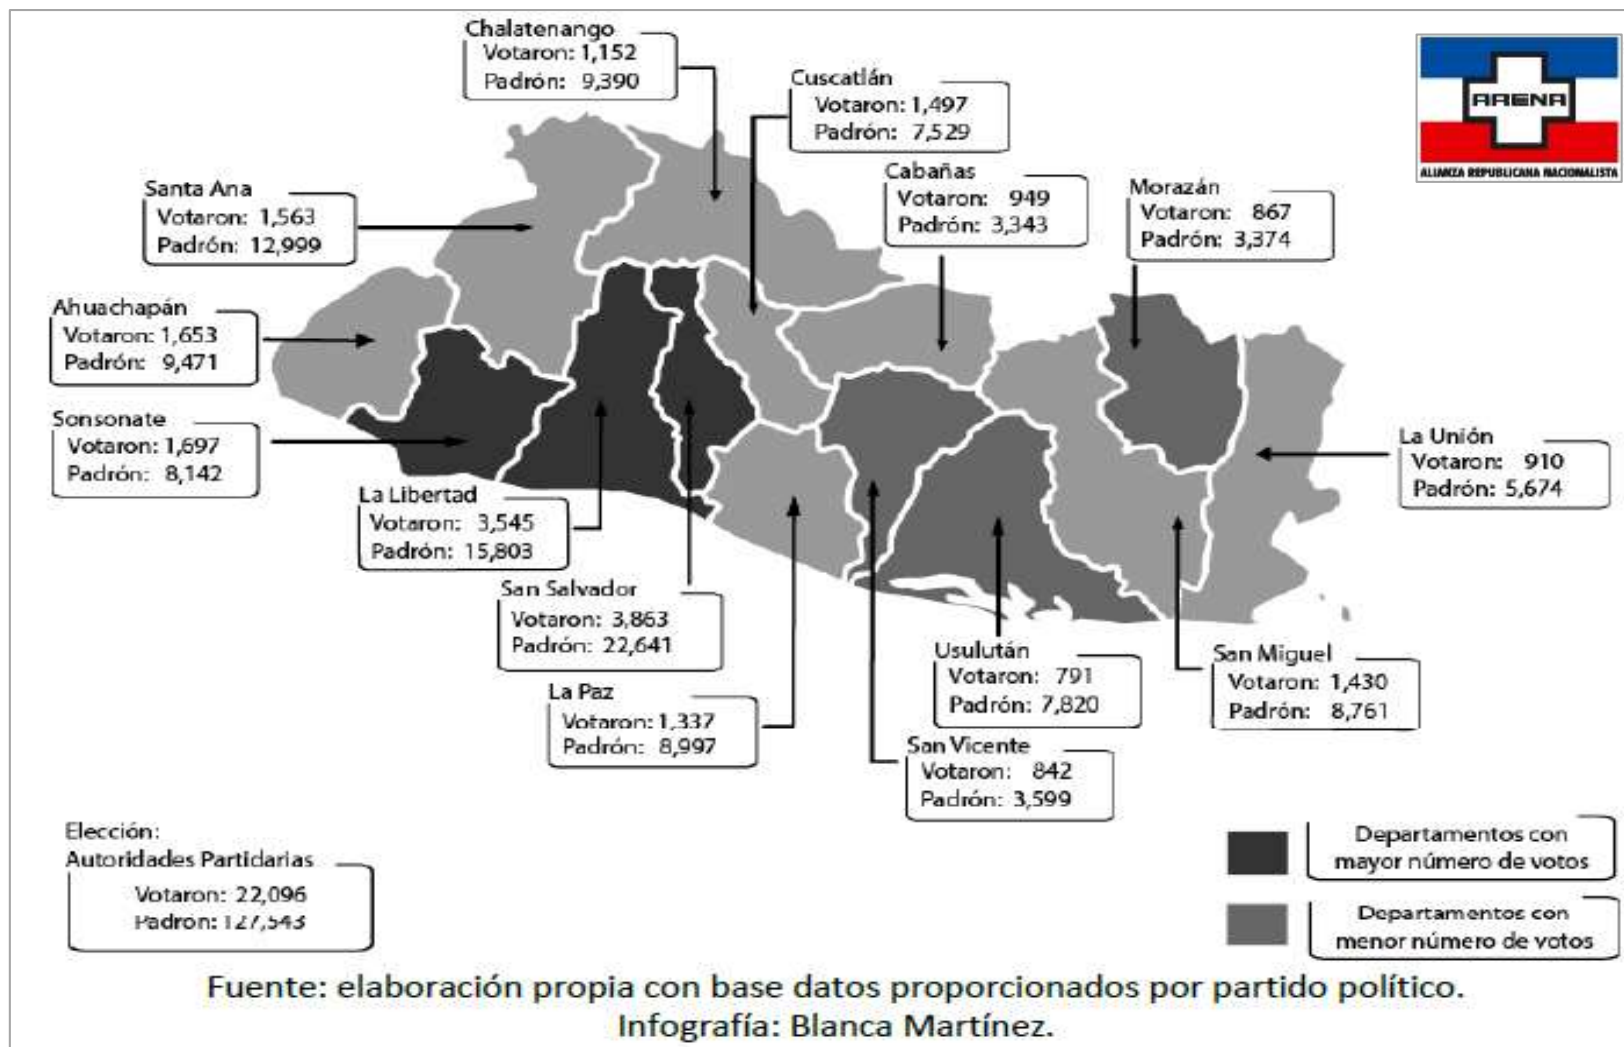 Chalatenango
Votaron: 1,152
Padrón: 9,390
Cuscatlán
Votaron: 1,497
Padrón: 7,529
ARENA
ALIANZA REPUBLICANA NACIONALISTA
Cabañas
Votaron: 949
Padrón: 3,343
Morazán
Votaron: 867
Padrón: 3,374
Santa Ana
Votaron: 1,563
Padrón: 12,999
Ahuachapán
Votaron: 1,653
Padrón: 9,471
Sonsonate
Votaron: 1,697
Padrón: 8,142
La Unión
Votaron: 910
Padrón: 5,674
La Libertad
Votaron: 3,545
Padrón: 15,803
San Salvador
Votaron: 3,863
Padrón: 22,641
Usulután
Votaron: 791
Padrón: 7,820
San Miguel
Votaron: 1,430
Padrón: 8,761
La Paz
Votaron: 1,337
Padrón: 8,997
San Vicente
Votaron: 842
Padrón: 3,599
Elección:
Autoridades Partidarias
Votaron: 22,096
Padrón: 127,543
Departamentos con
mayor número de votos
Departamentos con
menor número de votos
Fuente: elaboración propia con base datos proporcionados por partido político.
Infografía: Blanca Martínez.